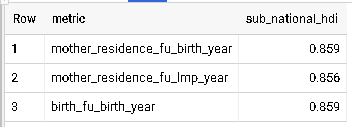 Row metric sub_national_hdi
1 mother_residence_fu_birth_year 0.859
2 mother_residence_fu_lmp_year 0.856
3 birth_fu_birth_year 0.859